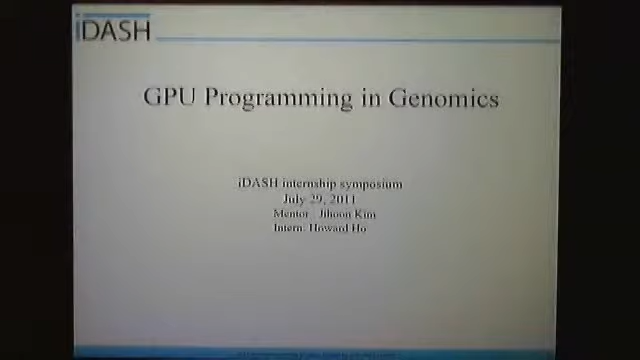 iDASH
GPU Programming in Genomics
iDASH internship symposium
July 29, 2011
Mentor : Jihoon Kim
Intern: Howard Ho